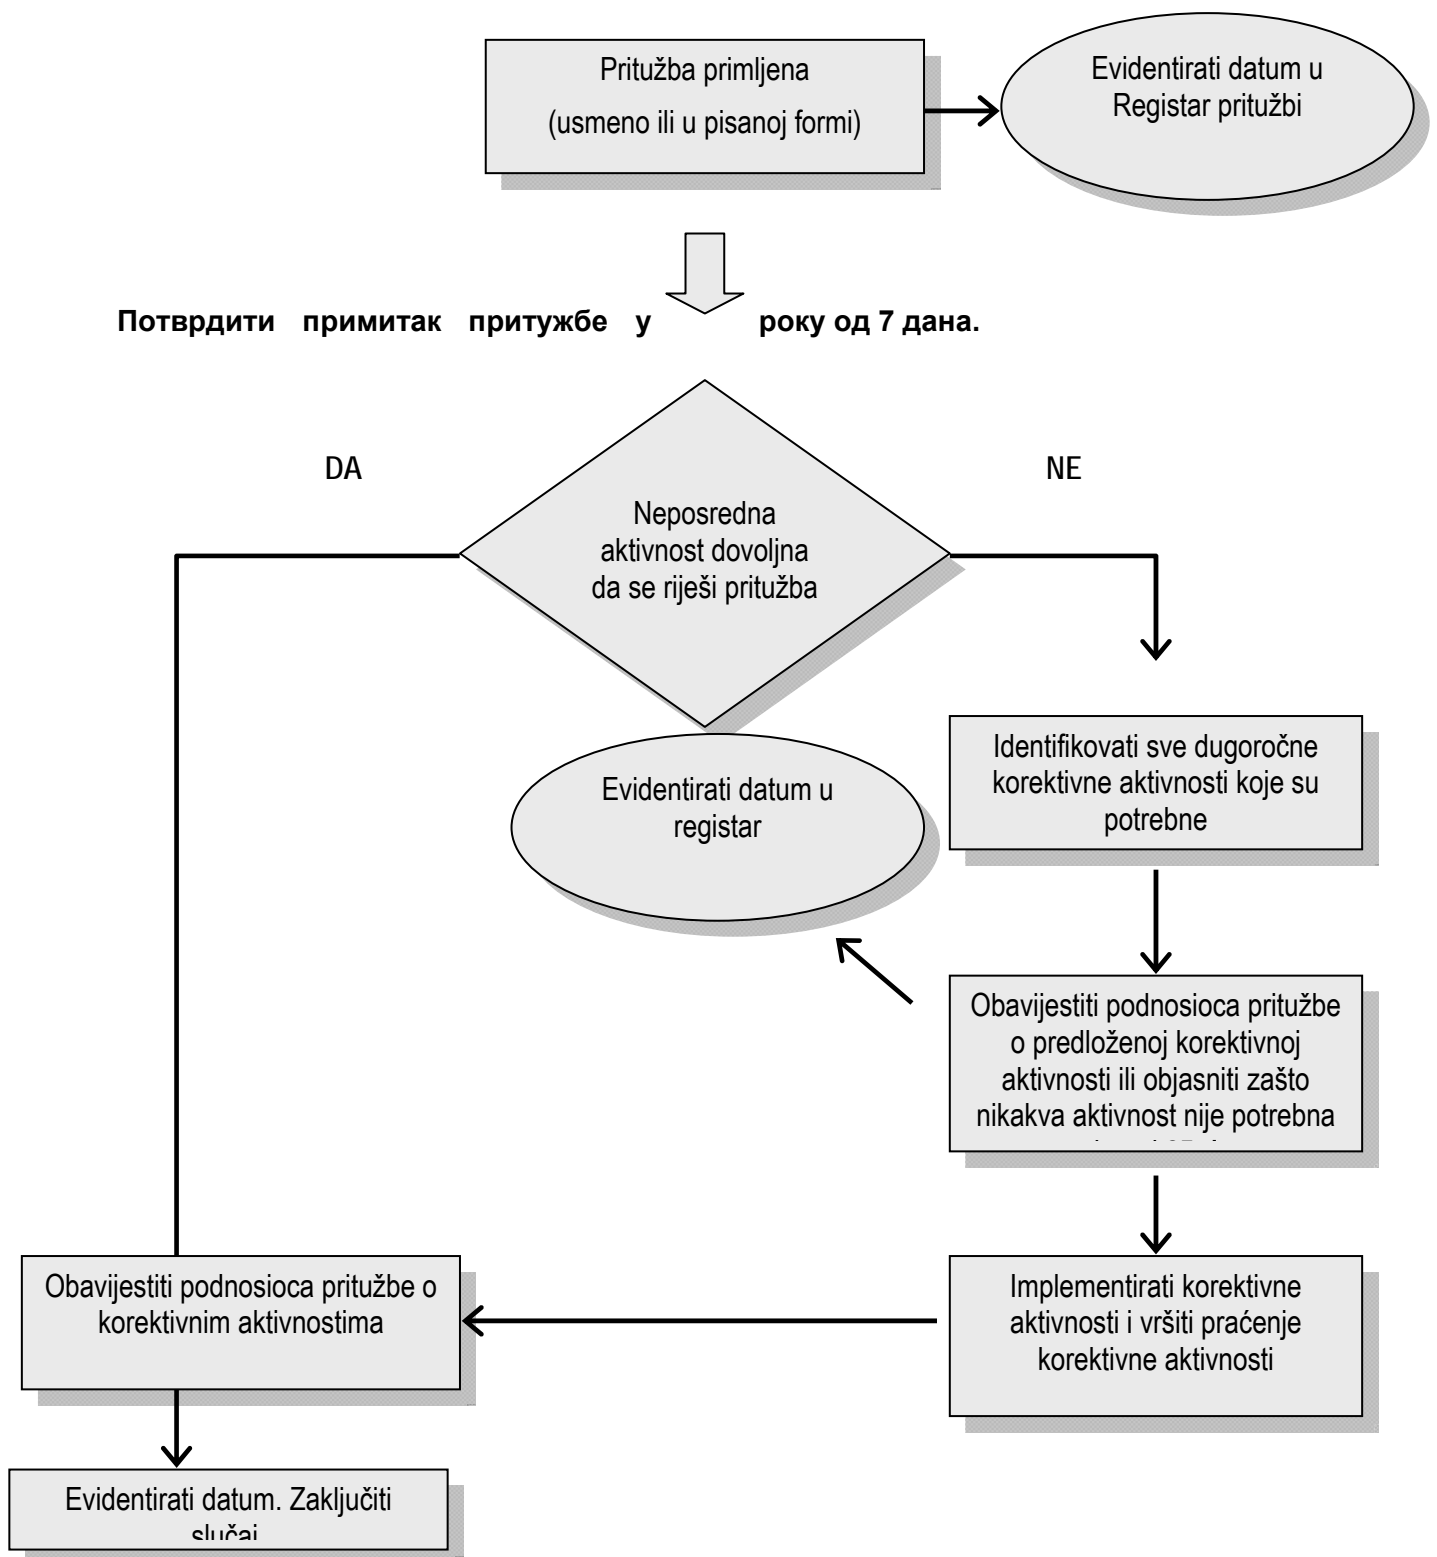 Pritužba primljena
(usmeno ili u pisanoj formi)
Evidentirati datum u
Registar pritužbi
Потврдити примитак притужбе у року од 7 дана.
DA
NE
Neposredna
aktivnost dovoljna
da se riješi pritužba
Identifikovati sve dugoročne
korektivne aktivnosti koje su
potrebne
Evidentirati datum u
registar
Obavijestiti podnosioca pritužbe
o predloženoj korektivnoj
aktivnosti ili objasniti zašto
nikakva aktivnost nije potrebna
Obavijestiti podnosioca pritužbe o
korektivnim aktivnostima
Implementirati korektivne
aktivnosti i vršiti praćenje
korektivne aktivnosti
Evidentirati datum. Zaključiti
slučaj